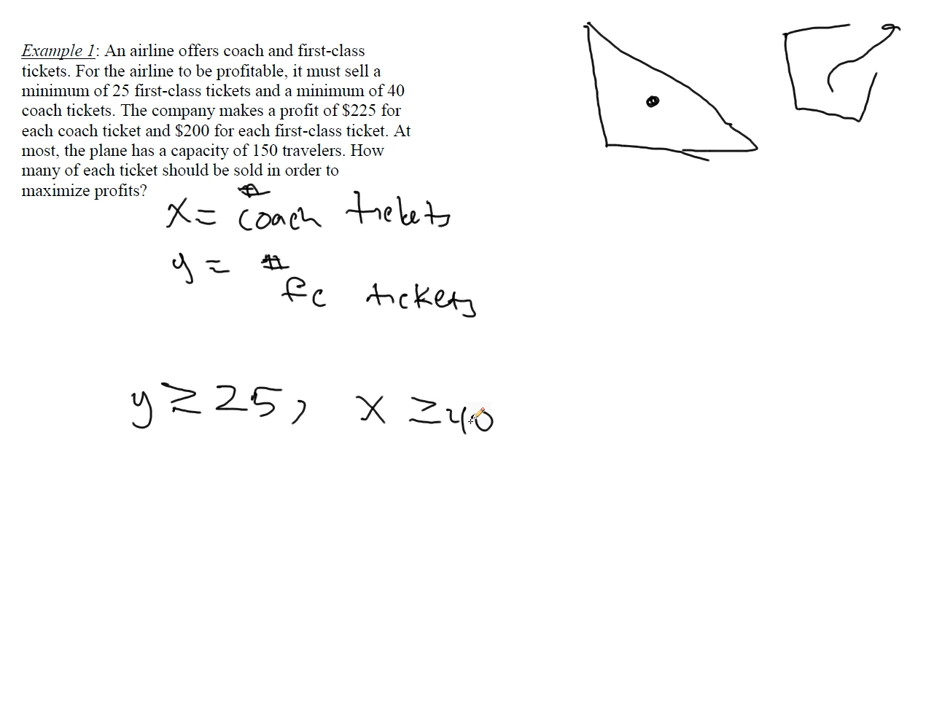 Example 1: An airline offers coach and first-class
tickets. For the airline to be profitable, it must sell a
minimum of 25 first-class tickets and a minimum of 40
coach tickets. The company makes a profit of $225 for
each coach ticket and $200 for each first-class ticket. At
most, the plane has a capacity of 150 travelers. How
many of each ticket should be sold in order to
maximize profits?
x = # coach tickets
y = # fc tickets
y ≥ 25, x ≥ 40